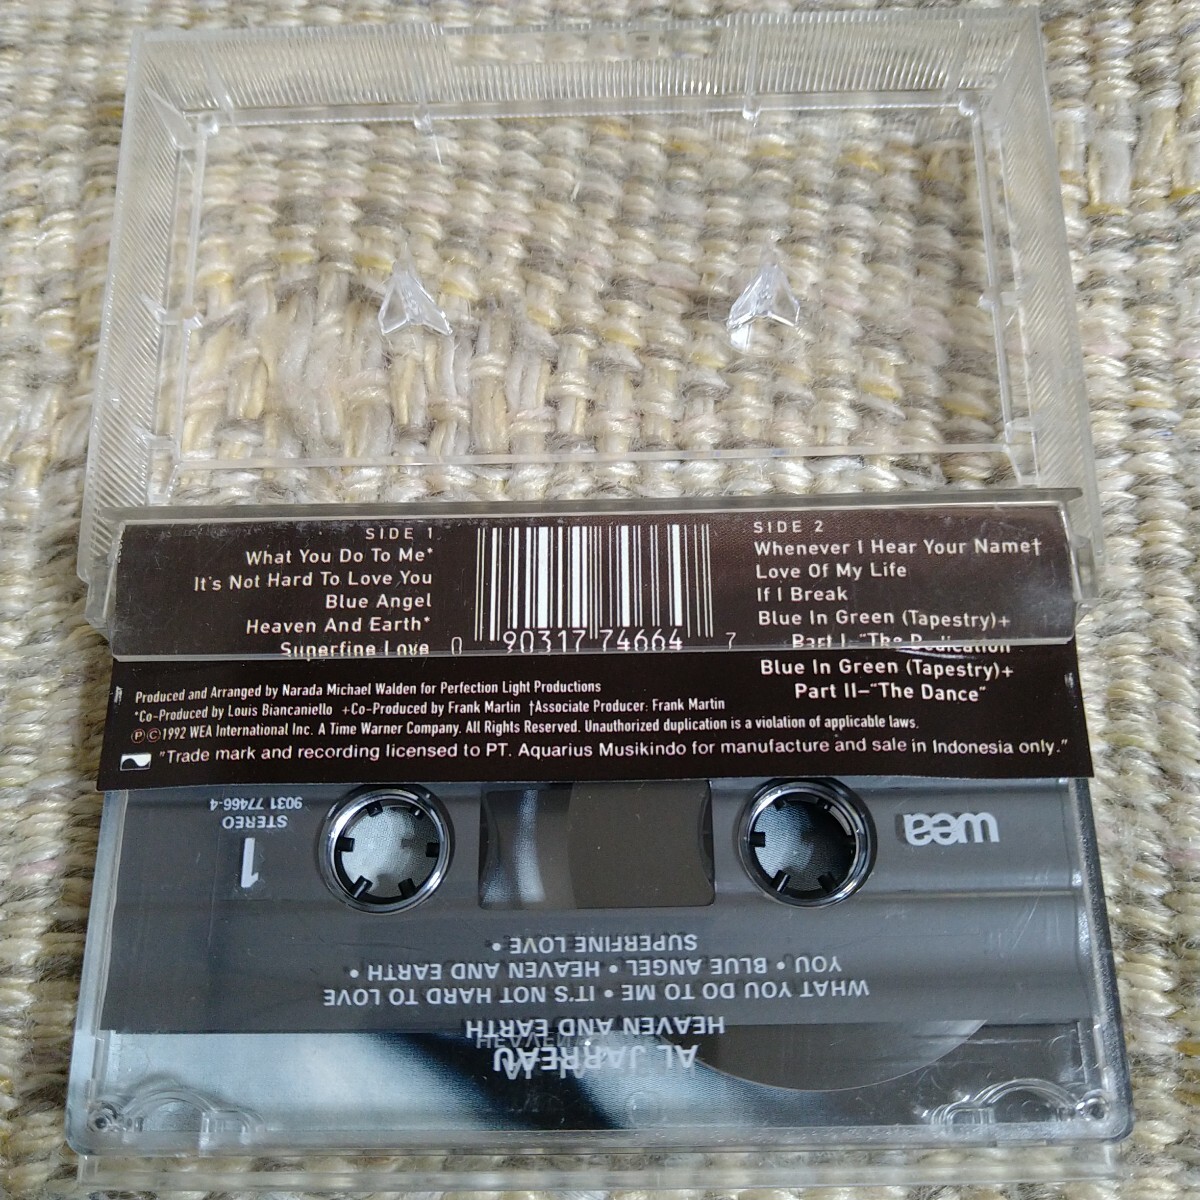 SIDE 1
What You Do To Me*
It's Not Hard To Love You
Blue Angel
Heaven And Earth*
Superfine Love
0 90317 74664 7
SIDE 2
Whenever I Hear Your Name†
Love Of My Life
If I Break
Blue In Green (Tapestry)+
Part I–"The Dedication
Blue In Green (Tapestry)+
Part II–"The Dance"
Produced and Arranged by Narada Michael Walden for Perfection Light Productions
*Co-Produced by Louis Biancaniello +Co-Produced by Frank Martin †Associate Producer: Frank Martin
℗©1992 WEA International Inc. A Time Warner Company. All Rights Reserved. Unauthorized duplication is a violation of applicable laws.
"Trade mark and recording licensed to PT. Aquarius Musikindo for manufacture and sale in Indonesia only."
AL JARREAU
HEAVEN AND EARTH
WHAT YOU DO TO ME • IT'S NOT HARD TO LOVE
YOU • BLUE ANGEL • HEAVEN AND EARTH •
SUPERFINE LOVE •
wea
1
STEREO
9031 77466-4